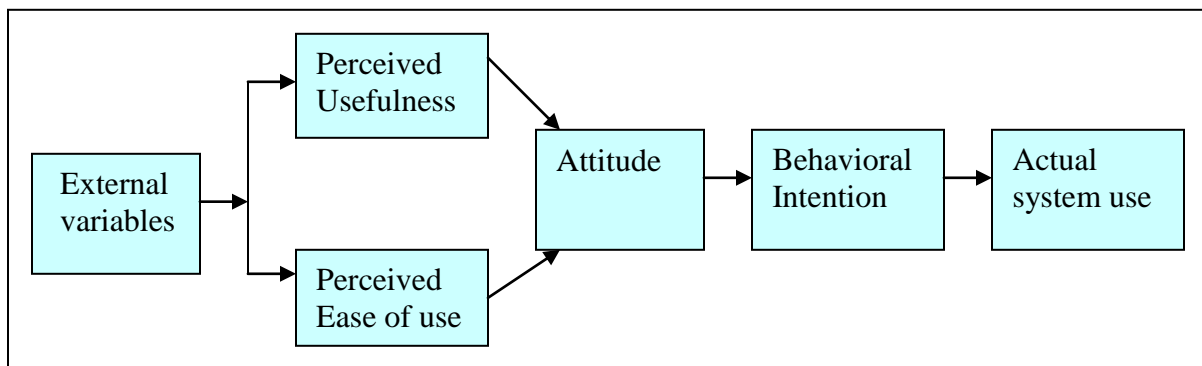 External
variables
Perceived
Usefulness
Perceived
Ease of use
Attitude
Behavioral
Intention
Actual
system use